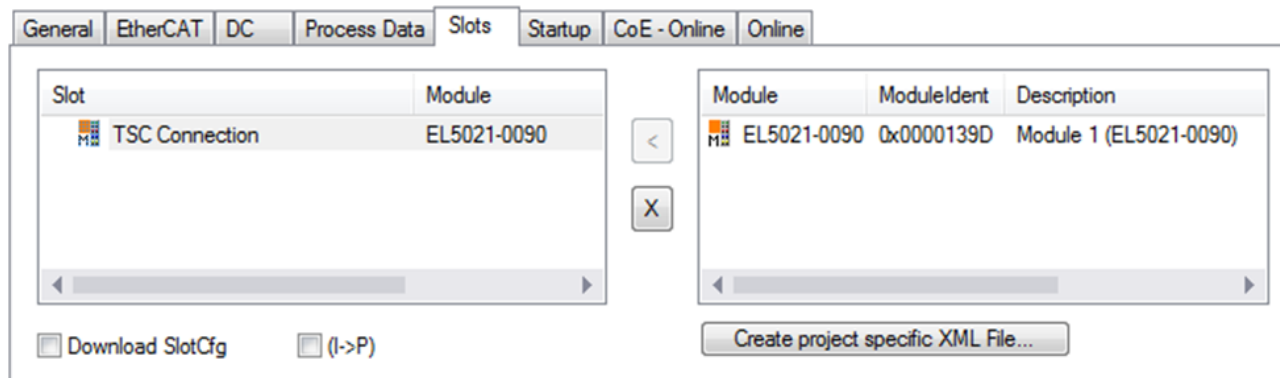 General EtherCAT DC Process Data Slots Startup CoE - Online Online
Slot Module
TSC Connection EL5021-0090
<
X
Module ModuleIdent Description
EL5021-0090 0x0000139D Module 1 (EL5021-0090)
Download SlotCfg (I->P)
Create project specific XML File...